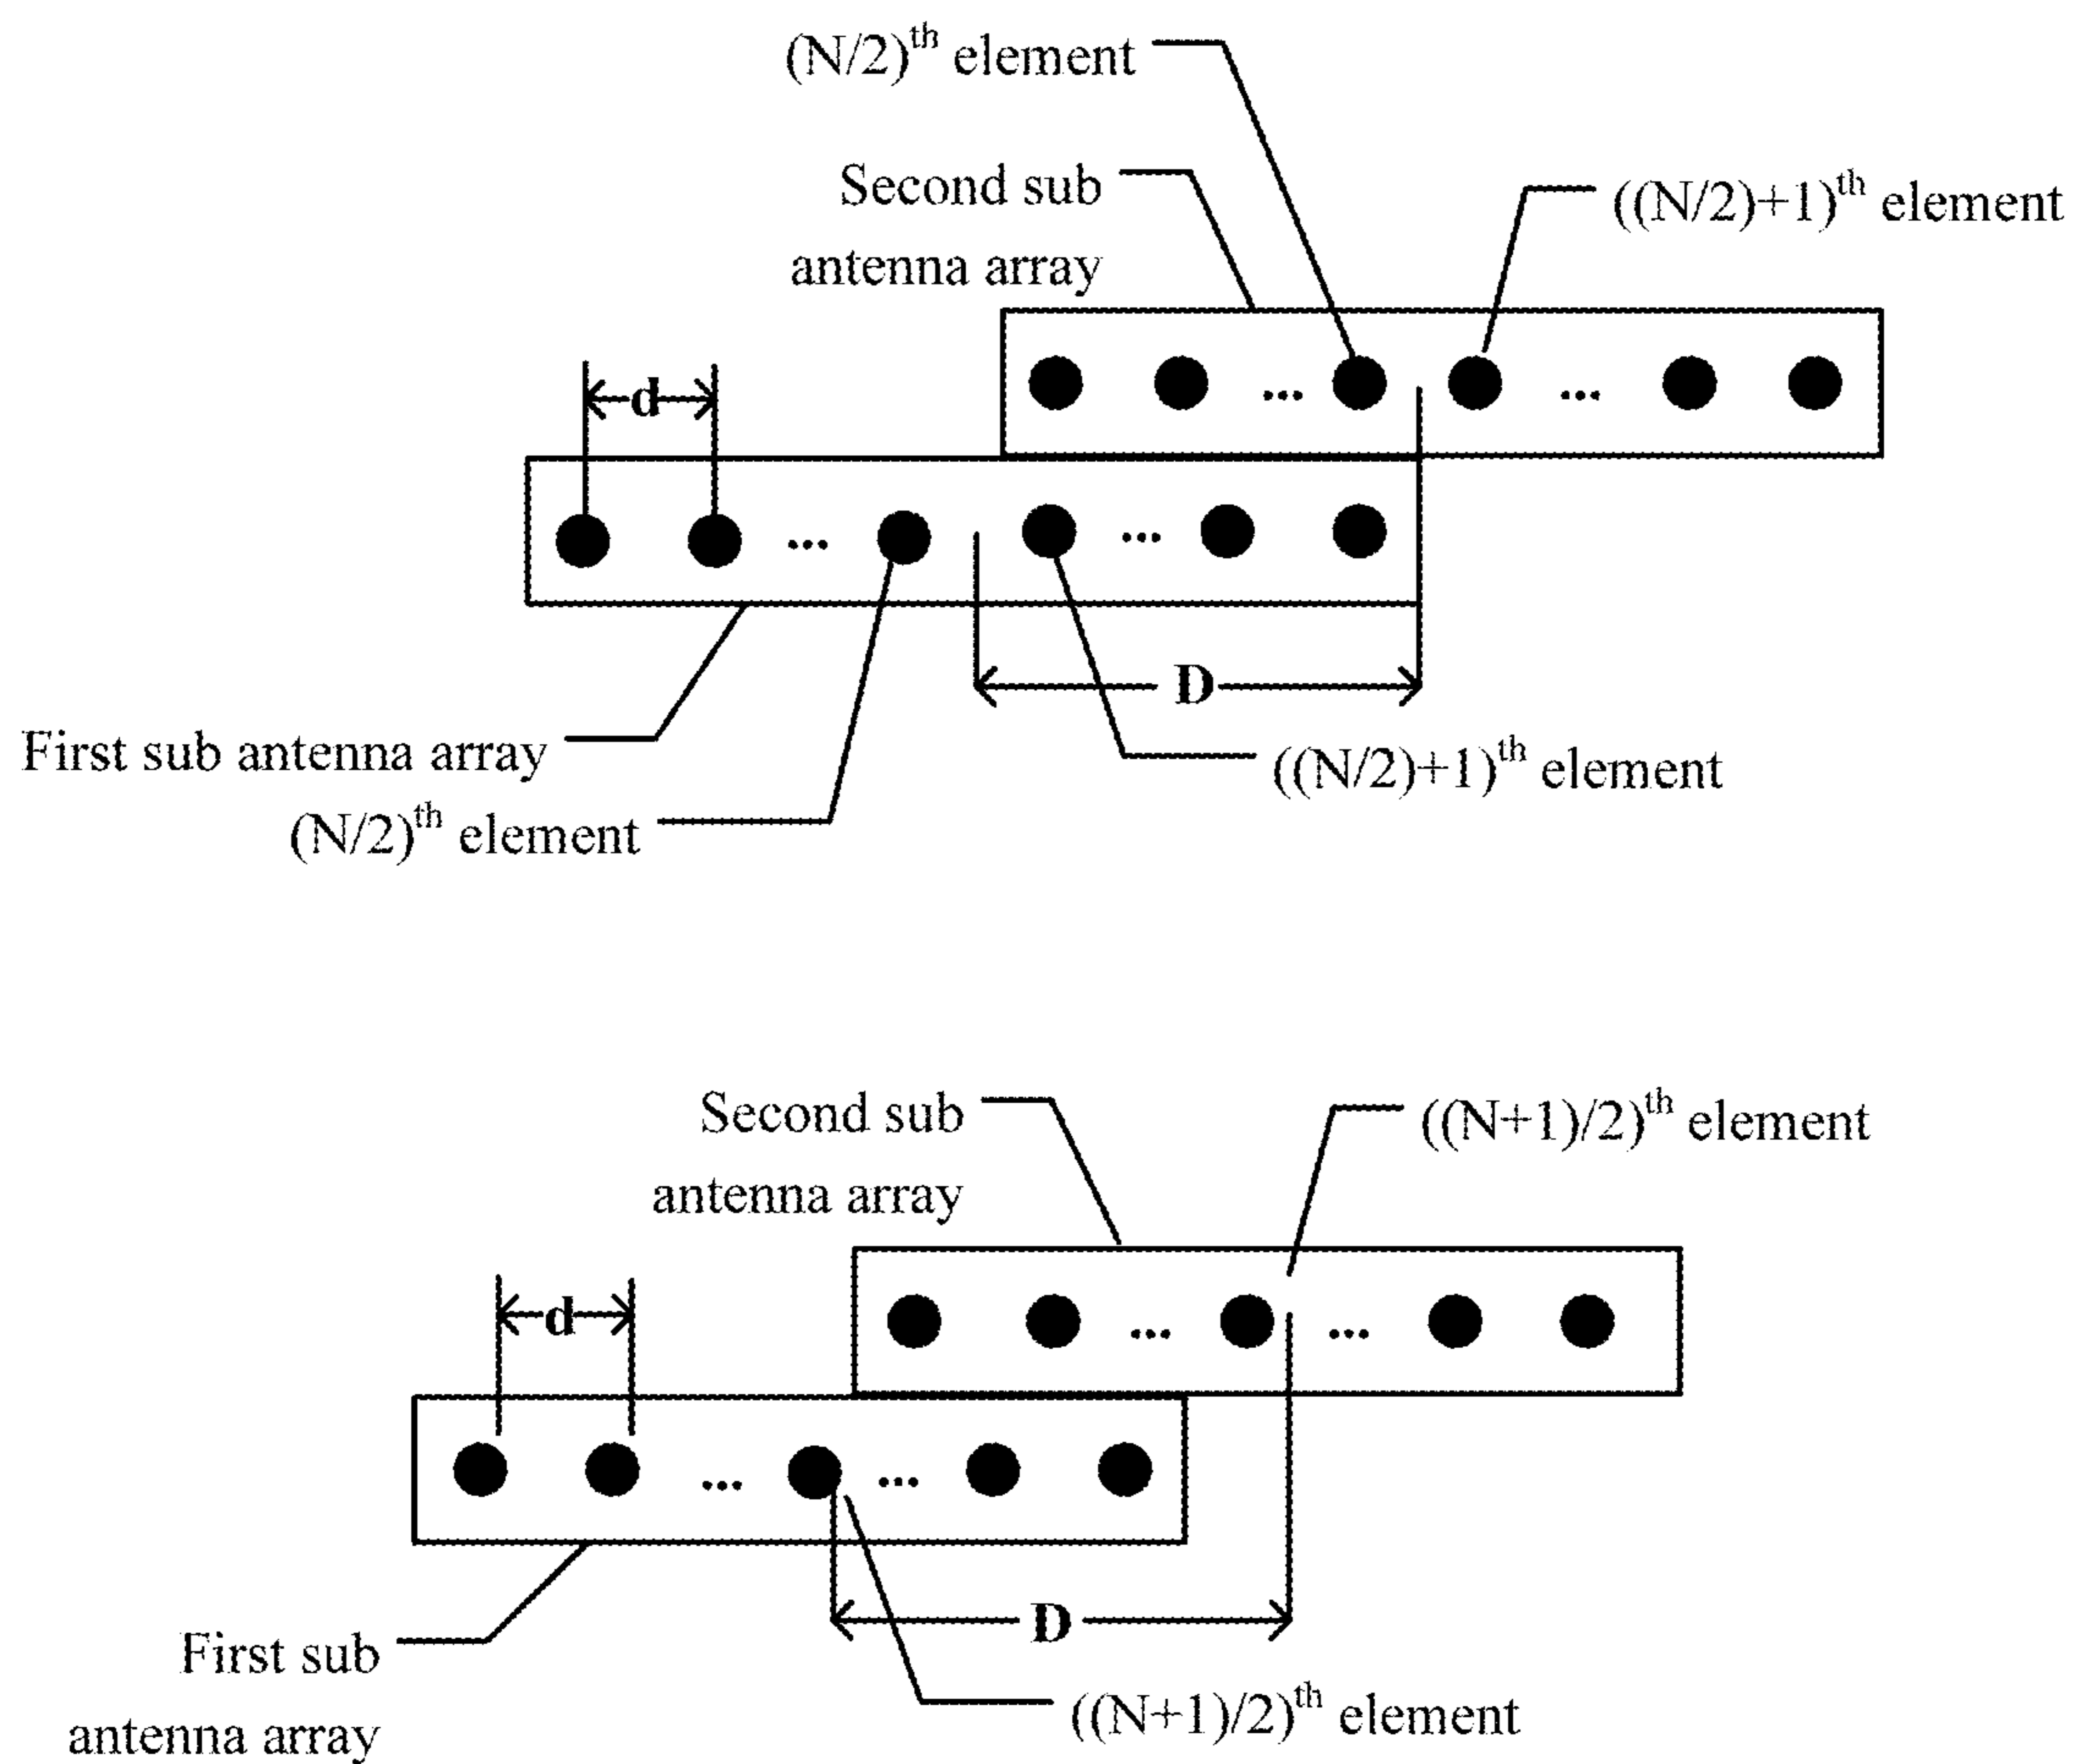 (N/2)th element
Second sub
antenna array
((N/2)+1)th element
...
...
d
...
...
D
First sub antenna array
((N/2)+1)th element
(N/2)th element
Second sub
antenna array
((N+1)/2)th element
d
...
...
...
...
D
First sub
antenna array
((N+1)/2)th element